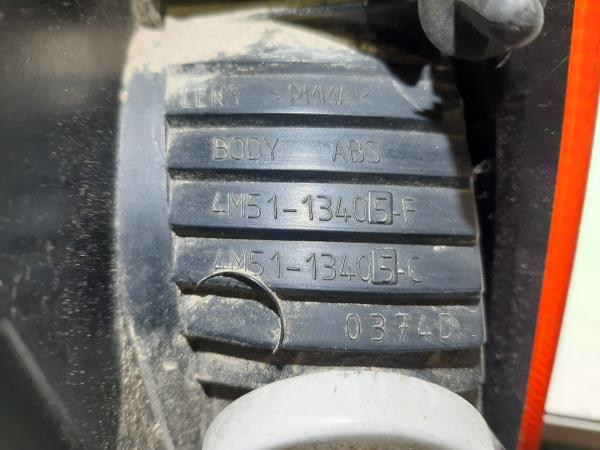 LENS >PMMA<
BODY ABS
4M51-13405-F
4M51-13405-C
0374D